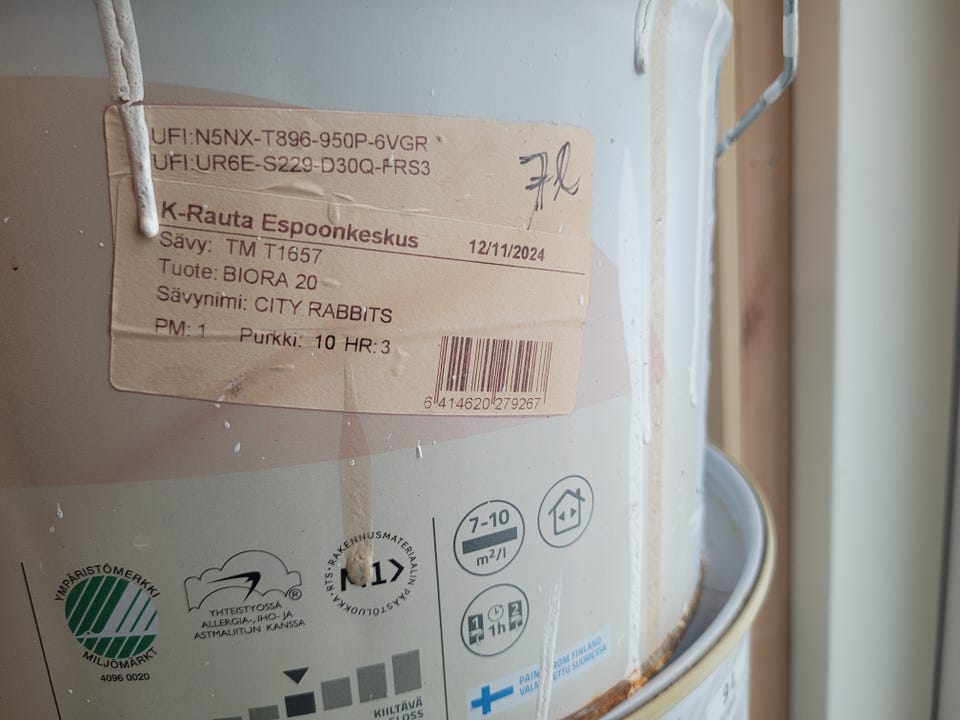 UFI:N5NX-T896-950P-6VGR
UFI:UR6E-S229-D30Q-FRS3
7l
K-Rauta Espoonkeskus 12/11/2024
Sävy: TM T1657
Tuote: BIORA 20
Sävynimi: CITY RABBITS
PM: 1 Purkki: 10 HR: 3
6 414620 279267
YMPÄRISTÖMERKKI
MILJÖMÄRKT
4096 0020
YHTEISTYÖSSÄ
ALLERGIA-, IHO- JA
ASTMALIITON KANSSA
RTS • RAKENNUSMATERIAALIN PÄÄSTÖLUOKKA
M1
7-10
m²/l
1 2
1h
KIILTÄVÄ
GLOSS
FROM FINLAND
SUOMESSA
9 L